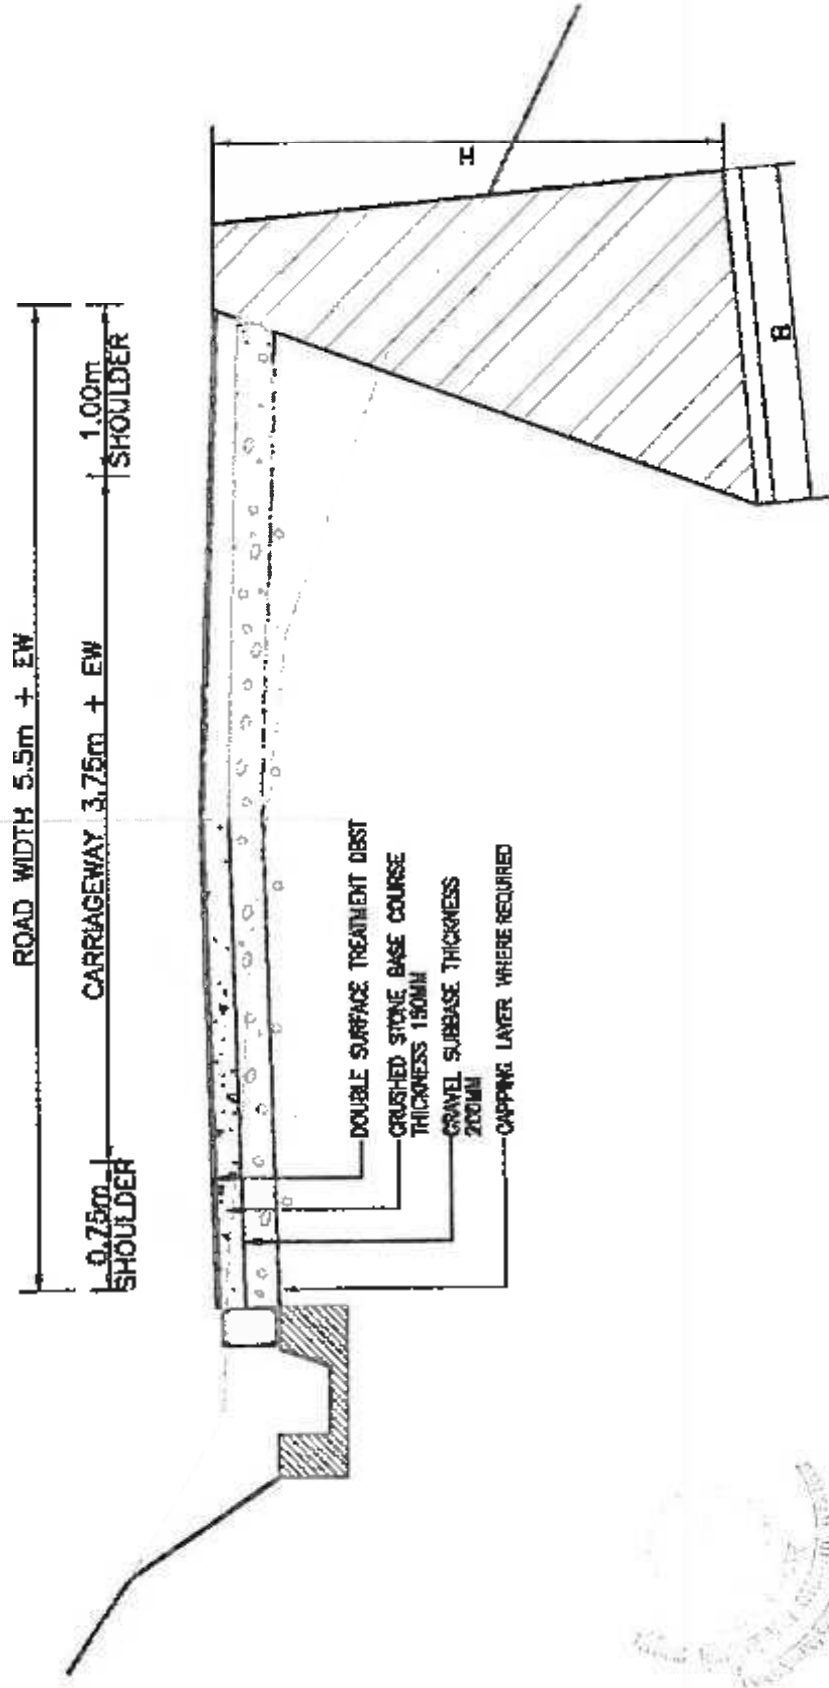 ROAD WIDTH 5.5m + EW
0.75m
SHOULDER
CARRIAGEWAY 3.75m + EW
1.00m
SHOULDER
H
B
DOUBLE SURFACE TREATMENT DBST
CRUSHED STONE BASE COURSE
THICKNESS 150MM
GRAVEL SUBBASE THICKNESS
200MM
CAPPING LAYER WHERE REQUIRED